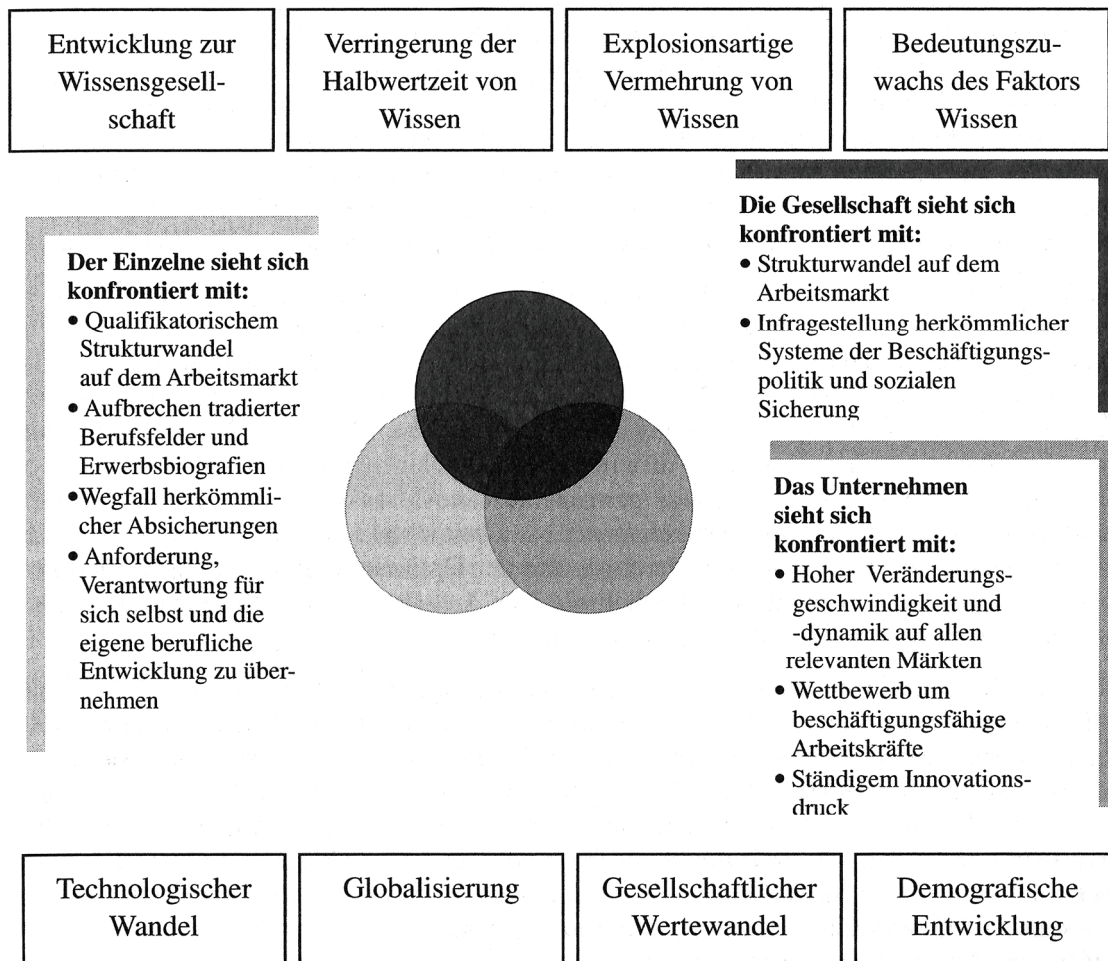 Entwicklung zur
Wissensgesell-
schaft
Verringerung der
Halbwertzeit von
Wissen
Explosionsartige
Vermehrung von
Wissen
Bedeutungszu-
wachs des Faktors
Wissen
Der Einzelne sieht sich
konfrontiert mit:
• Qualifikatorischem
Strukturwandel
auf dem Arbeitsmarkt
• Aufbrechen tradierter
Berufsfelder und
Erwerbsbiografien
•Wegfall herkömmli-
cher Absicherungen
• Anforderung,
Verantwortung für
sich selbst und die
eigene berufliche
Entwicklung zu über-
nehmen
Die Gesellschaft sieht sich
konfrontiert mit:
• Strukturwandel auf dem
Arbeitsmarkt
• Infragestellung herkömmlicher
Systeme der Beschäftigungs-
politik und sozialen
Sicherung
Das Unternehmen
sieht sich
konfrontiert mit:
• Hoher Veränderungs-
geschwindigkeit und
-dynamik auf allen
relevanten Märkten
• Wettbewerb um
beschäftigungsfähige
Arbeitskräfte
• Ständigem Innovations-
druck
Technologischer
Wandel
Globalisierung
Gesellschaftlicher
Wertewandel
Demografische
Entwicklung